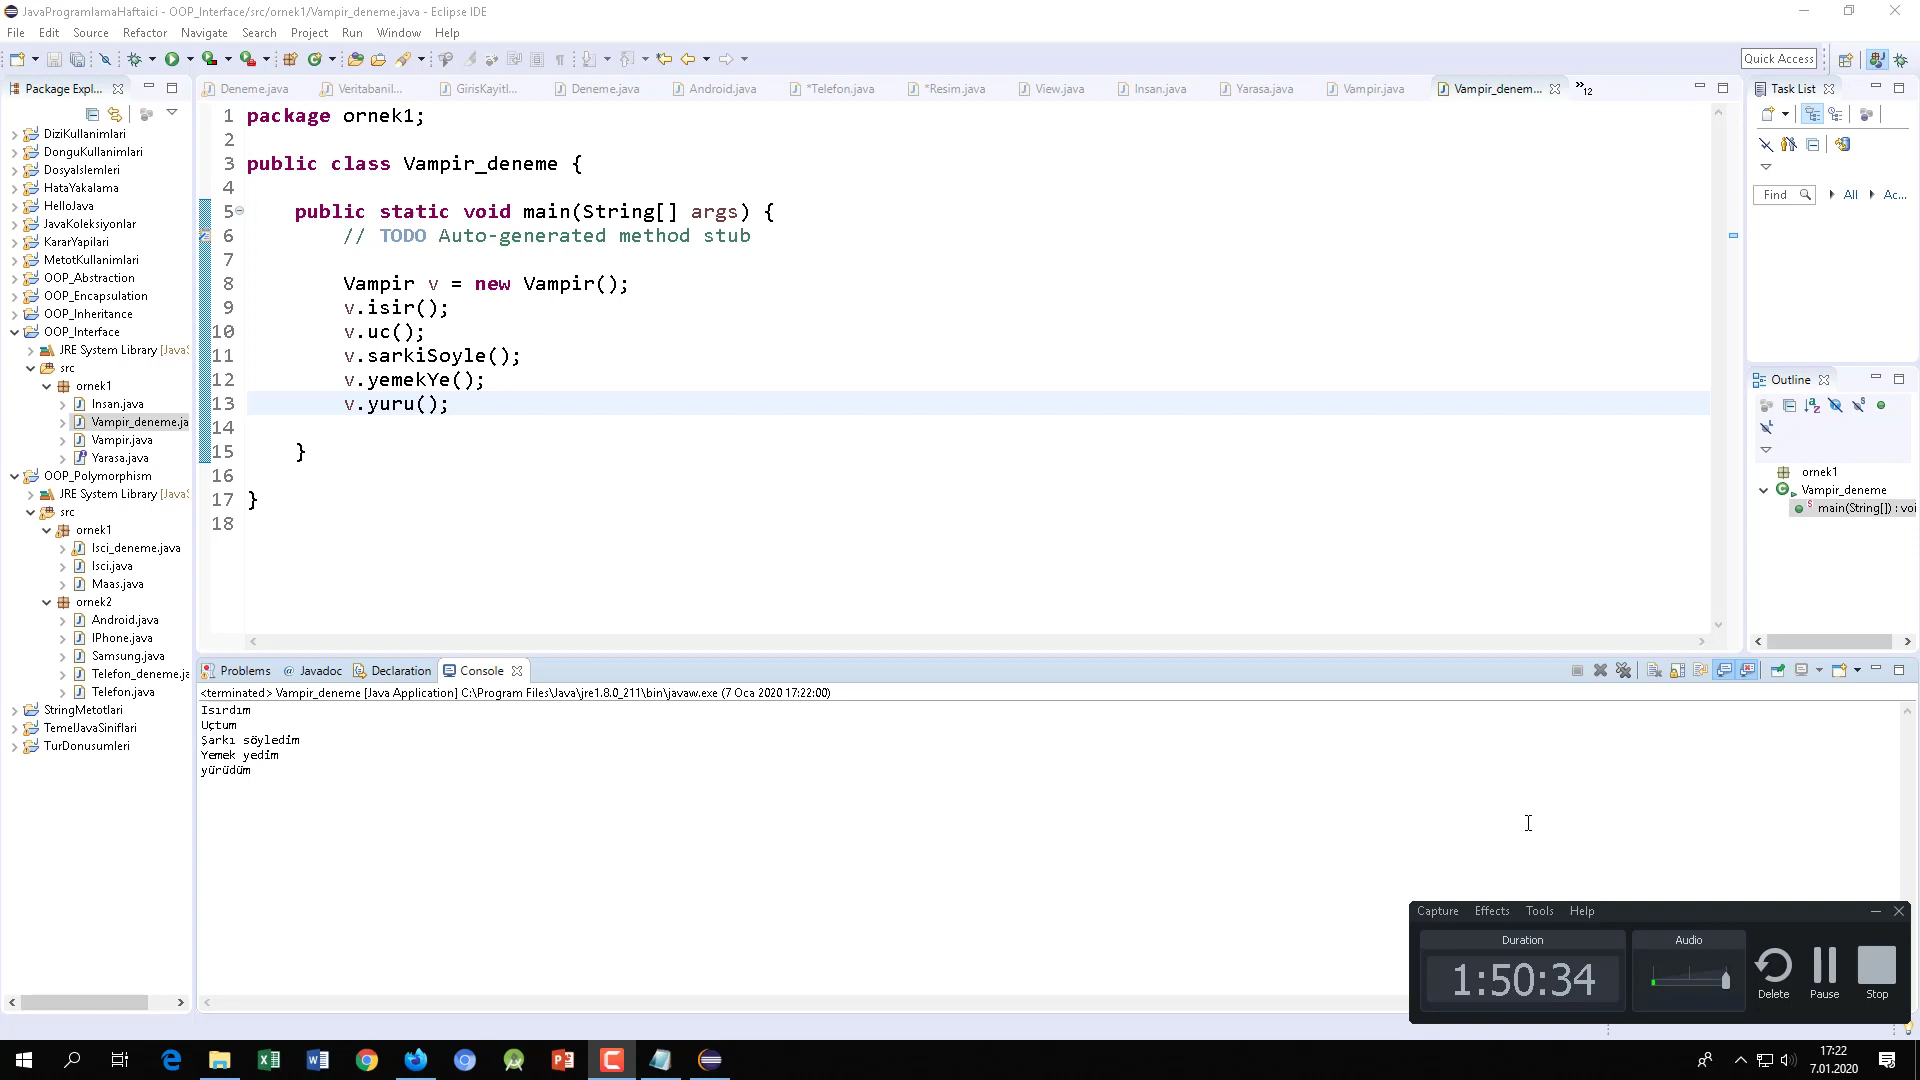 JavaProgramlamaHaftaici - OOP_Interface/src/ornek1/Vampir_deneme.java - Eclipse IDE
File Edit Source Refactor Navigate Search Project Run Window Help
Quick Access
Package Expl...
Deneme.java Veritabanil... GirisKayitl... Deneme.java Android.java *Telefon.java *Resim.java View.java Insan.java Yarasa.java Vampir.java Vampir_denem... »12
Task List
DiziKullanimlari
DonguKullanimlari
DosyaIslemleri
HataYakalama
HelloJava
JavaKoleksiyonlar
KararYapilari
MetotKullanimlari
OOP_Abstraction
OOP_Encapsulation
OOP_Inheritance
OOP_Interface
JRE System Library [JavaS
src
ornek1
Insan.java
Vampir_deneme.ja
Vampir.java
Yarasa.java
OOP_Polymorphism
JRE System Library [JavaS
src
ornek1
Isci_deneme.java
Isci.java
Maas.java
ornek2
Android.java
IPhone.java
Samsung.java
Telefon_deneme.ja
Telefon.java
StringMetotlari
TemelJavaSiniflari
TurDonusumleri
1 package ornek1;
2
3 public class Vampir_deneme {
4
5 public static void main(String[] args) {
6 // TODO Auto-generated method stub
7
8 Vampir v = new Vampir();
9 v.isir();
10 v.uc();
11 v.sarkiSoyle();
12 v.yemekYe();
13 v.yuru();
14
15 }
16
17 }
18
Find All Ac...
Outline
ornek1
Vampir_deneme
main(String[]) : voi
Problems @ Javadoc Declaration Console
<terminated> Vampir_deneme [Java Application] C:\Program Files\Java\jre1.8.0_211\bin\javaw.exe (7 Oca 2020 17:22:00)
Isırdım
Uçtum
Şarkı söyledim
Yemek yedim
yürüdüm
Capture Effects Tools Help
Duration Audio
1:50:34
Delete Pause Stop
17:22
7.01.2020